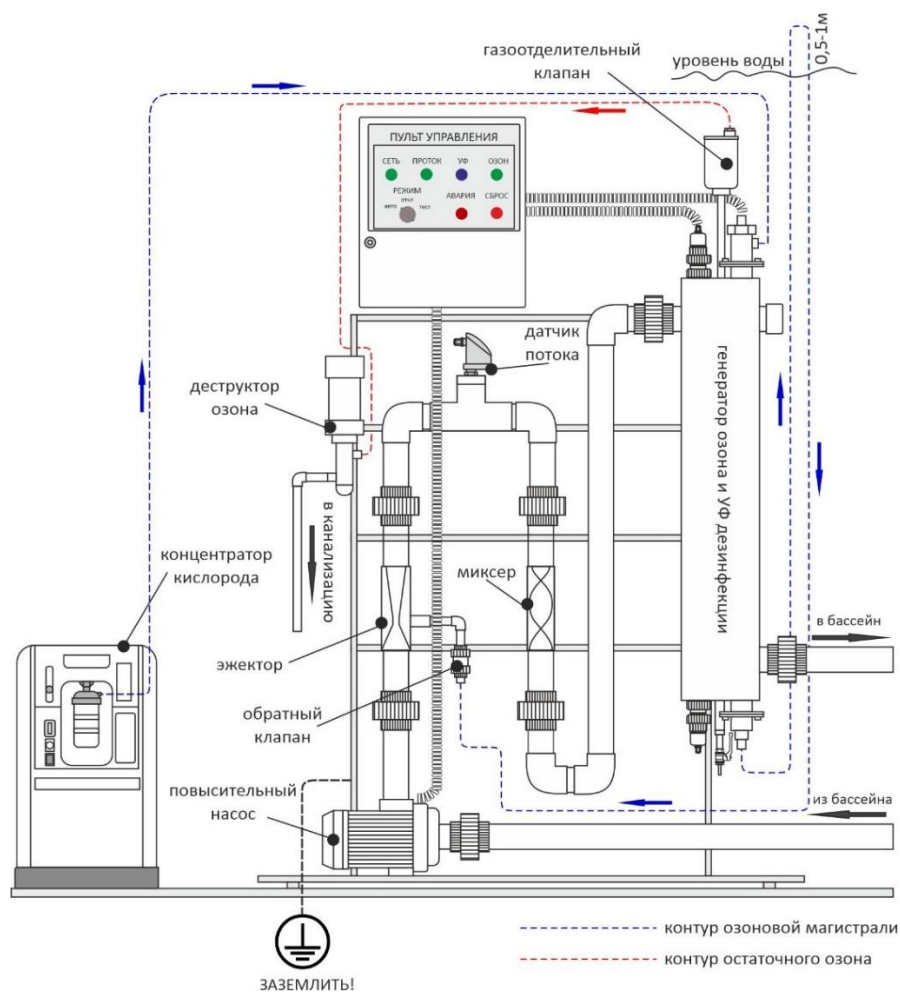 0,5-1м
газоотделительный
клапан
уровень воды
ПУЛЬТ УПРАВЛЕНИЯ
СЕТЬ ПРОТОК УФ ОЗОН
РЕЖИМ
АВАРИЯ СБРОС
ТЕСТ
датчик
потока
генератор озона и УФ дезинфекции
деструктор
озона
в канализацию
концентратор
кислорода
миксер
в бассейн
эжектор
обратный
клапан
повысительный
насос
из бассейна
контур озоновой магистрали
контур остаточного озона
ЗАЗЕМЛИТЬ!